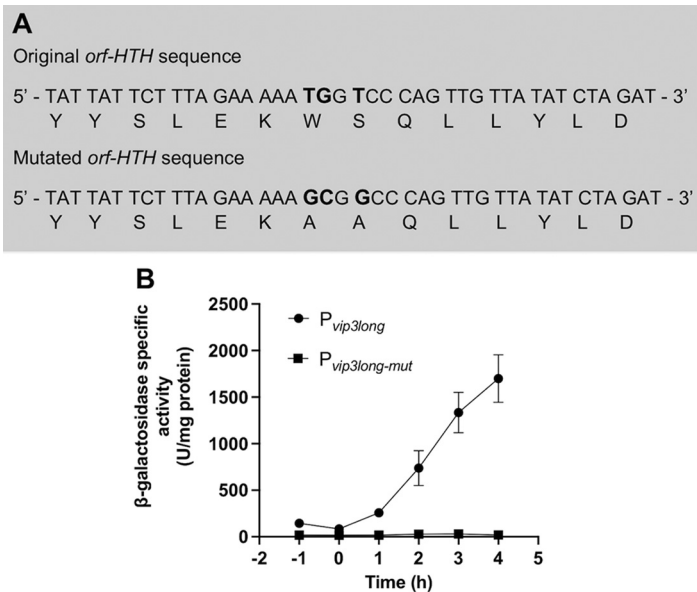 A
Original orf-HTH sequence
5’ - TAT TAT TCT TTA GAA AAA TGG TCC CAG TTG TTA TAT CTA GAT - 3’
Y Y S L E K W S Q L L Y L D
Mutated orf-HTH sequence
5’ - TAT TAT TCT TTA GAA AAA GCG GCC CAG TTG TTA TAT CTA GAT - 3’
Y Y S L E K A A Q L L Y L D
B
β-galactosidase specific
activity
(U/mg protein)
2500
2000
1500
1000
500
0
Pvip3long
Pvip3long-mut
-2 -1 0 1 2 3 4 5
Time (h)